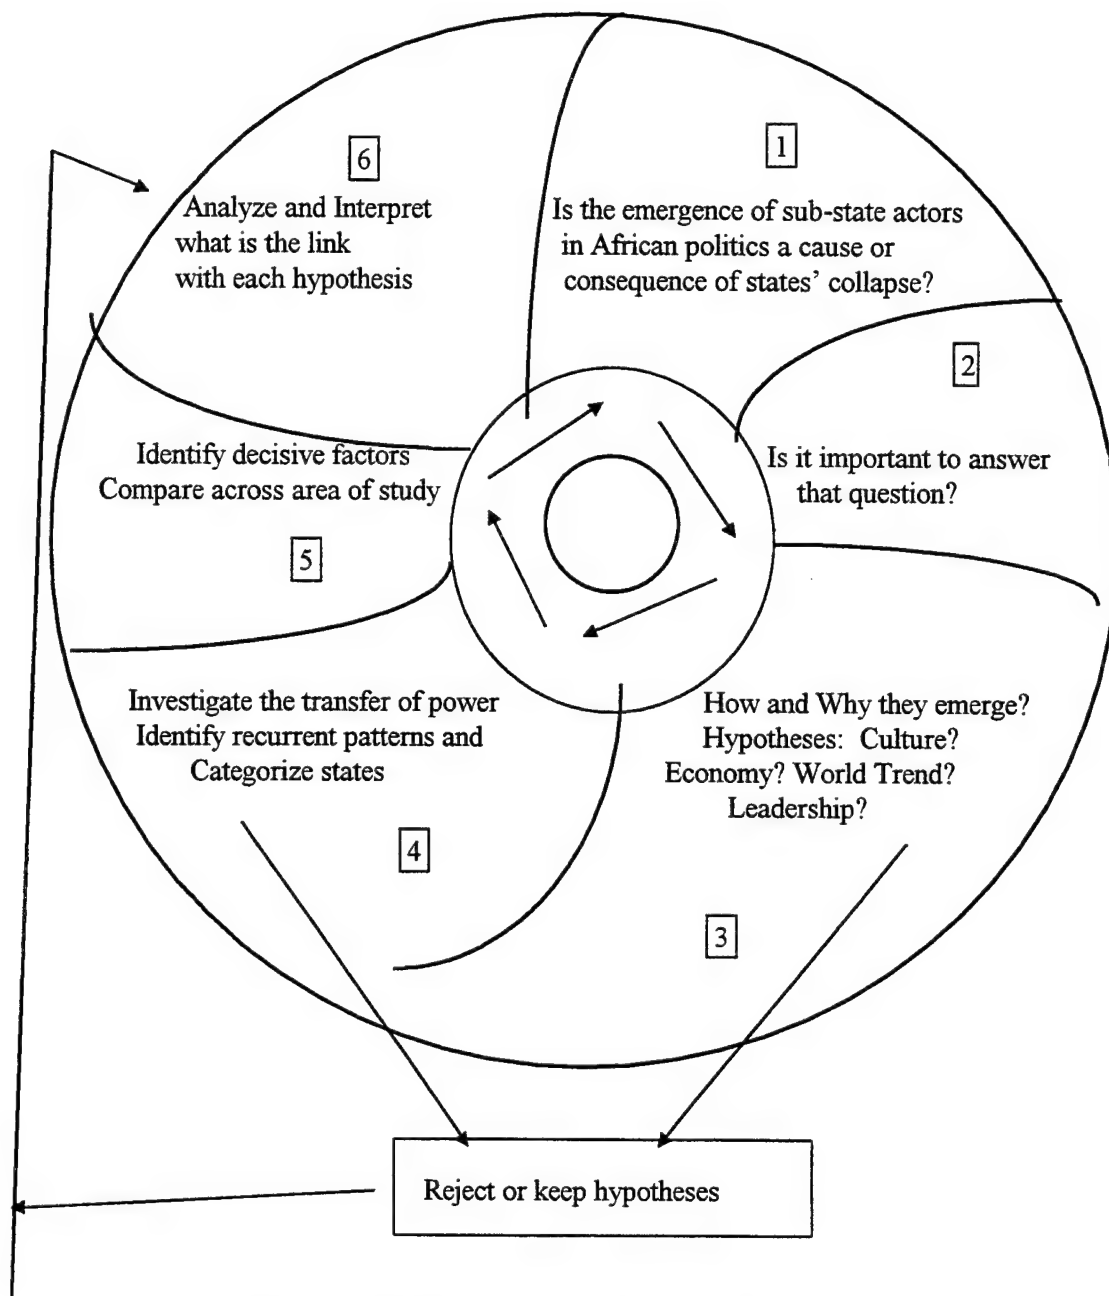 1
Is the emergence of sub-state actors
in African politics a cause or
consequence of states’ collapse?
2
Is it important to answer
that question?
How and Why they emerge?
Hypotheses: Culture?
Economy? World Trend?
Leadership?
3
Investigate the transfer of power
Identify recurrent patterns and
Categorize states
4
Identify decisive factors
Compare across area of study
5
6
Analyze and Interpret
what is the link
with each hypothesis
Reject or keep hypotheses